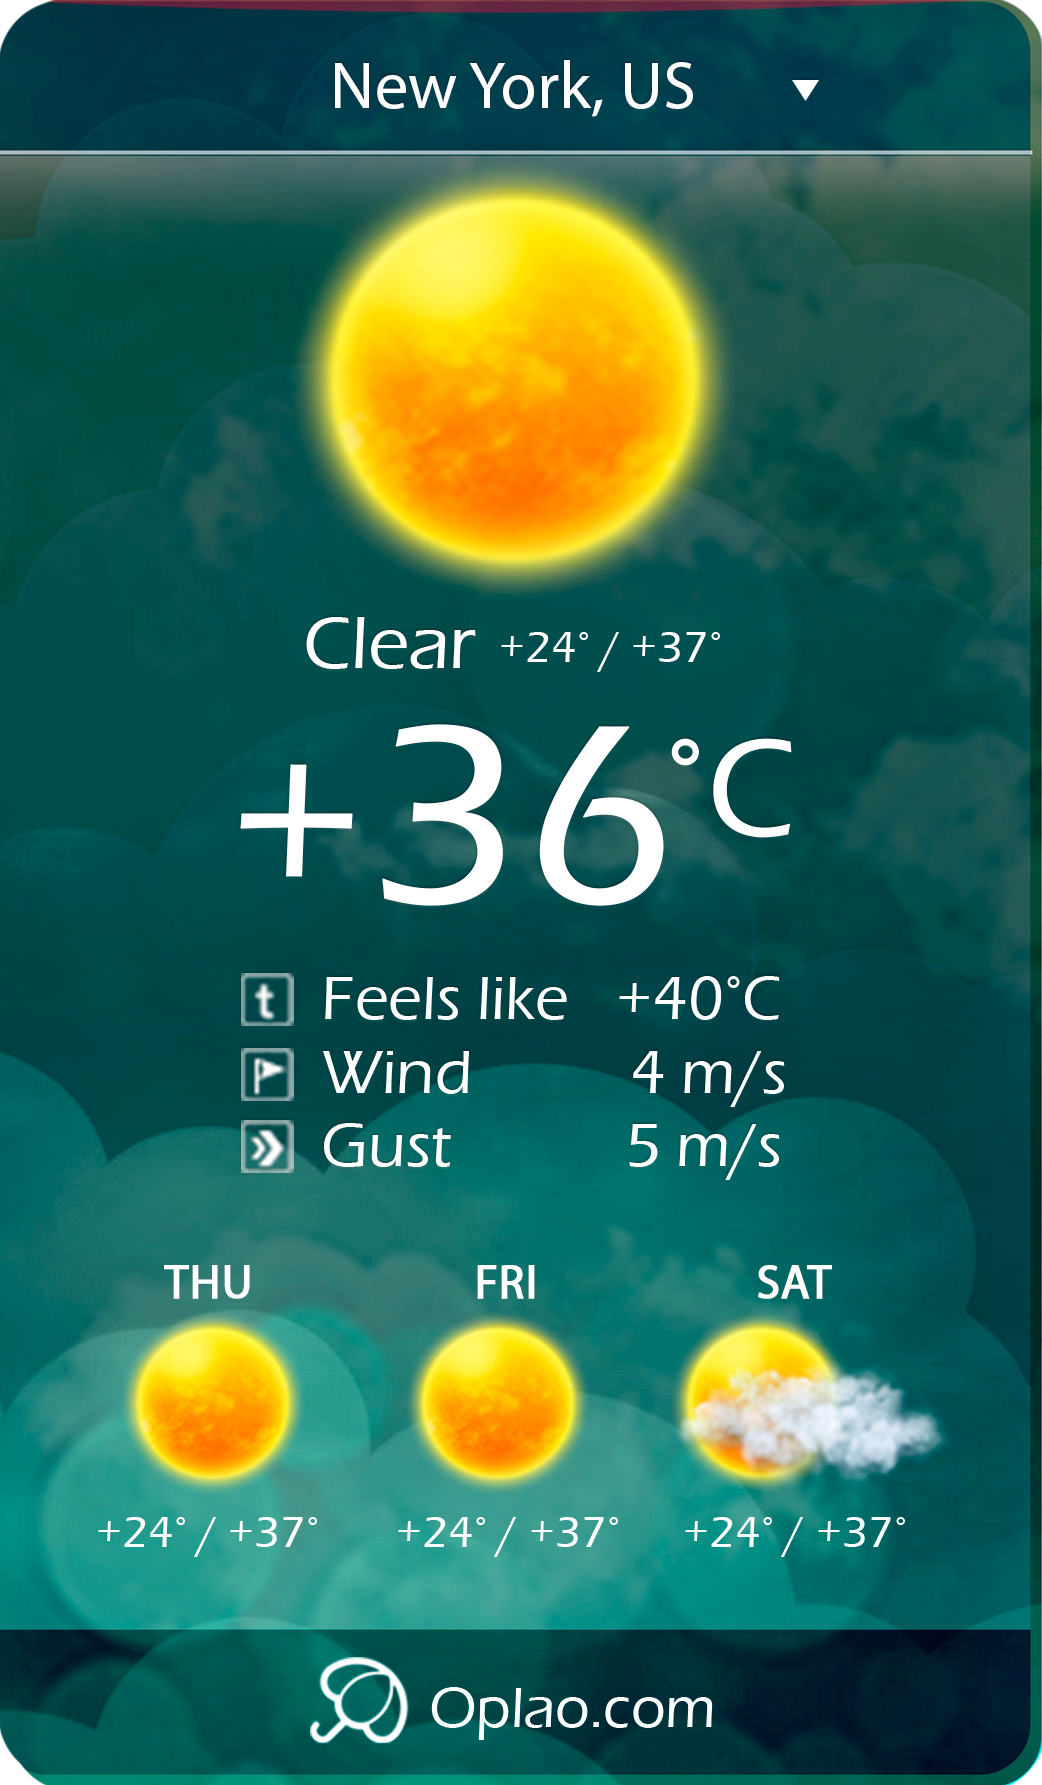 New York, US
Clear +24° / +37°
+36°C
t Feels like +40°C
Wind 4 m/s
Gust 5 m/s
THU FRI SAT
+24° / +37° +24° / +37° +24° / +37°
Oplao.com